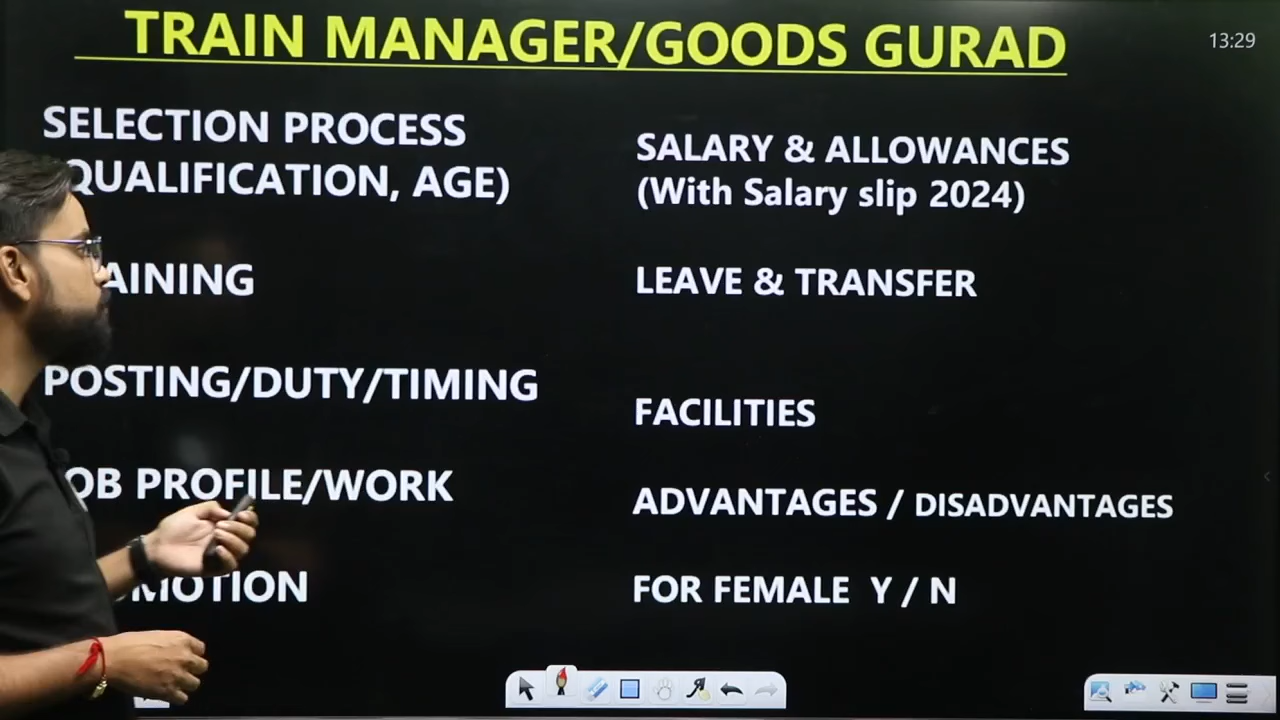 TRAIN MANAGER/GOODS GURAD
13:29
SELECTION PROCESS
QUALIFICATION, AGE)
AINING
POSTING/DUTY/TIMING
OB PROFILE/WORK
MOTION
SALARY & ALLOWANCES
(With Salary slip 2024)
LEAVE & TRANSFER
FACILITIES
ADVANTAGES / DISADVANTAGES
FOR FEMALE Y / N